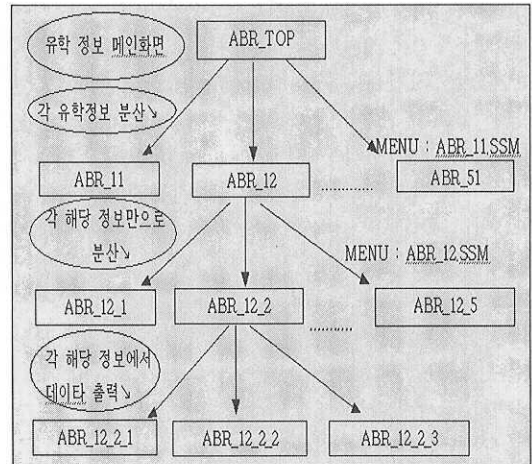 유학 정보 메인화면
ABR_TOP
각 유학정보 분산↘
MENU : ABR_11.SSM
ABR_11
ABR_12
............
ABR_51
각 해당 정보만으로
분산↘
MENU : ABR_12.SSM
ABR_12_1
ABR_12_2
..........
ABR_12_5
각 해당 정보에서
데이타 출력↘
ABR_12_2_1
ABR_12_2_2
ABR_12_2_3